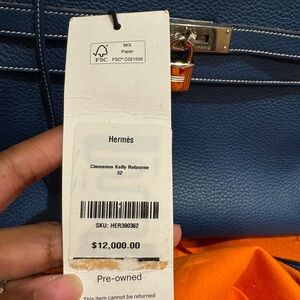 FSC
MIX
Paper
FSC® C021556
Hermès
Clemence Kelly Retourne
32
SKU: HER390362
$12,000.00
Pre-owned
This item cannot be returned